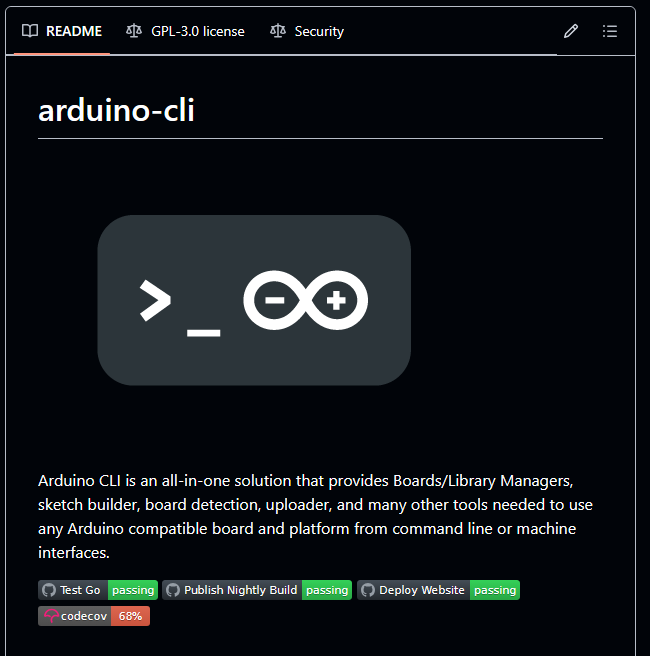 README GPL-3.0 license Security
arduino-cli
>_ - +
Arduino CLI is an all-in-one solution that provides Boards/Library Managers,
sketch builder, board detection, uploader, and many other tools needed to use
any Arduino compatible board and platform from command line or machine
interfaces.
Test Go passing Publish Nightly Build passing Deploy Website passing
codecov 68%